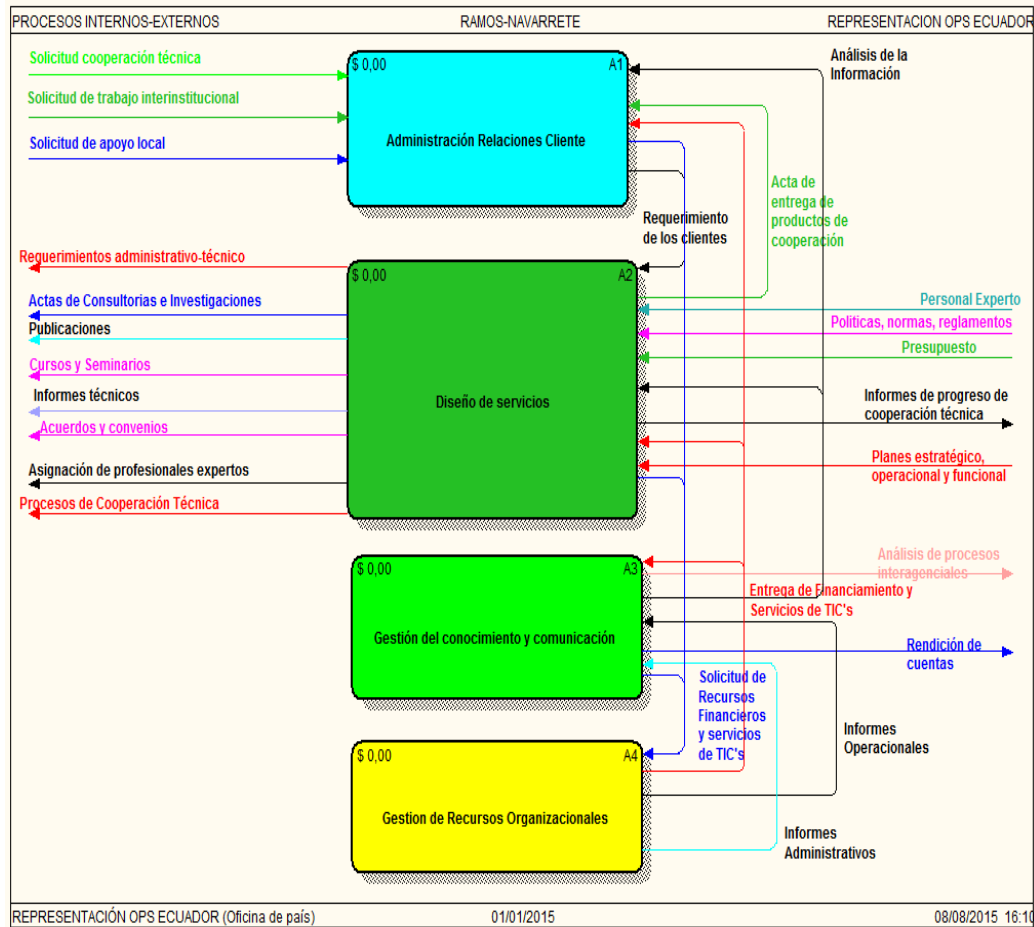 PROCESOS INTERNOS-EXTERNOS
RAMOS-NAVARRETE
REPRESENTACION OPS ECUADOR
Solicitud cooperación técnica
Solicitud de trabajo interinstitucional
Solicitud de apoyo local
$ 0,00
A1
Administración Relaciones Cliente
Análisis de la
Información
Acta de
entrega de
productos de
cooperación
Requerimiento
de los clientes
Requerimientos administrativo-técnico
Actas de Consultorias e Investigaciones
Publicaciones
Cursos y Seminarios
Informes técnicos
Acuerdos y convenios
Asignación de profesionales expertos
Procesos de Cooperación Técnica
$ 0,00
A2
Diseño de servicios
Personal Experto
Politicas, normas, reglamentos
Presupuesto
Informes de progreso de
cooperación técnica
Planes estratégico,
operacional y funcional
$ 0,00
A3
Gestión del conocimiento y comunicación
Análisis de procesos
interagenciales
Entrega de Financiamiento y
Servicios de TIC's
Rendición de
cuentas
Solicitud de
Recursos
Financieros
y servicios
de TIC's
Informes
Operacionales
$ 0,00
A4
Gestion de Recursos Organizacionales
Informes
Administrativos
REPRESENTACIÓN OPS ECUADOR (Oficina de país)
01/01/2015
08/08/2015 16:10